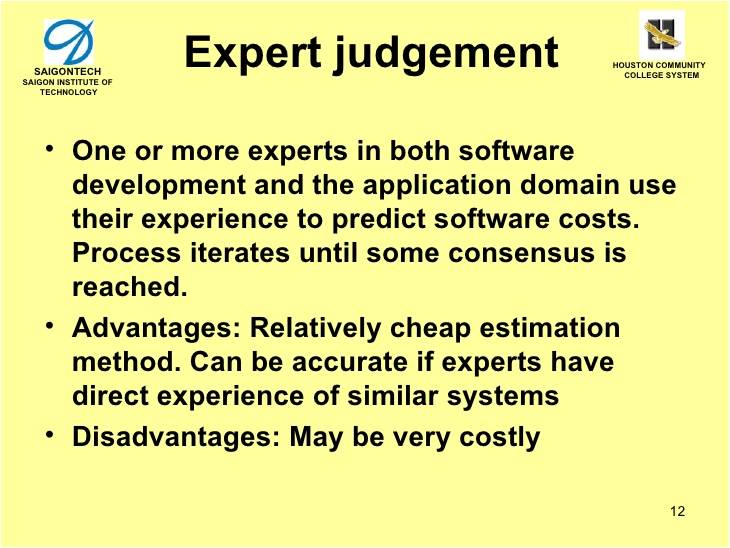 Expert judgement
SAIGONTECH
SAIGON INSTITUTE OF
TECHNOLOGY
HOUSTON COMMUNITY
COLLEGE SYSTEM
• One or more experts in both software
development and the application domain use
their experience to predict software costs.
Process iterates until some consensus is
reached.
• Advantages: Relatively cheap estimation
method. Can be accurate if experts have
direct experience of similar systems
• Disadvantages: May be very costly
12